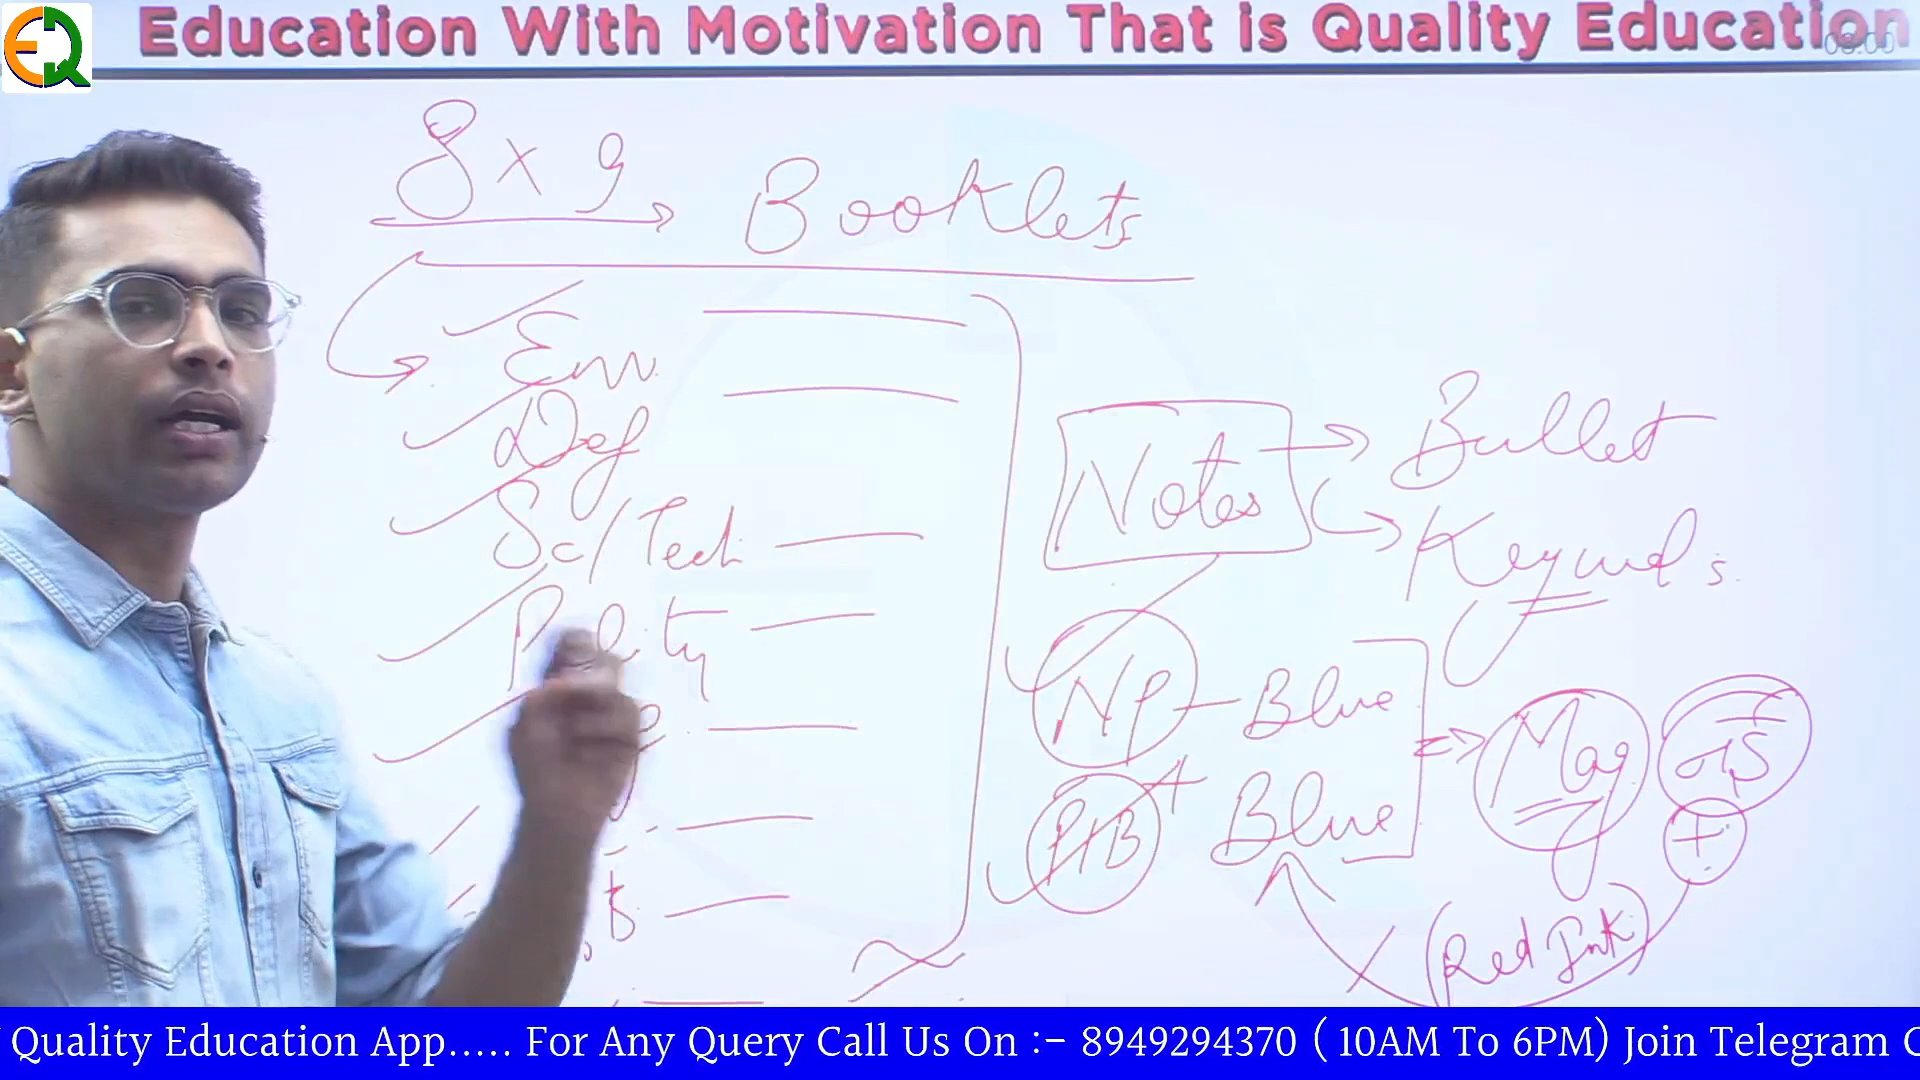 EQ
Education With Motivation That is Quality Education
8 x 9 → Booklets
Env
Def
Sc/Tech
Polity
Notes → Bullet
→ Keywords
NP - Blue
+
PIB Blue
Mag
+
(Red Ink)
Quality Education App..... For Any Query Call Us On :- 8949294370 ( 10AM To 6PM) Join Telegram C